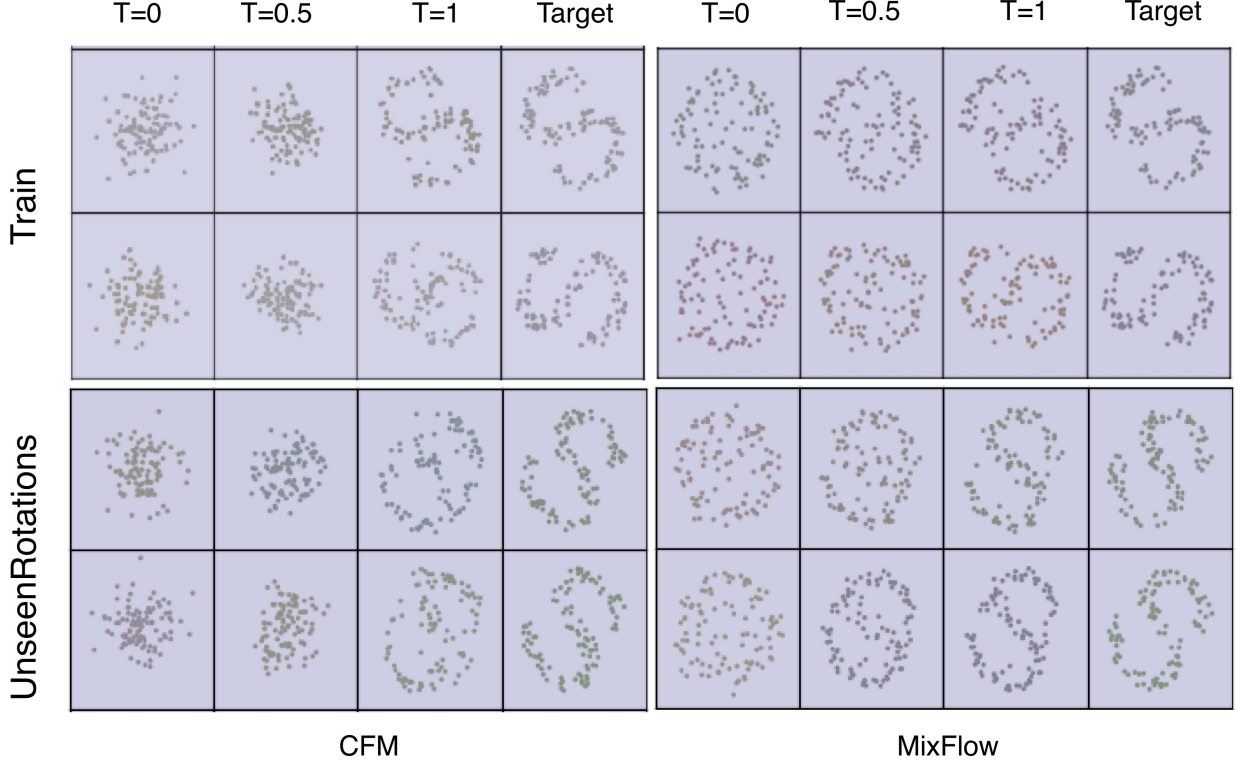 T=0 T=0.5 T=1 Target T=0 T=0.5 T=1 Target
Train
UnseenRotations
CFM MixFlow